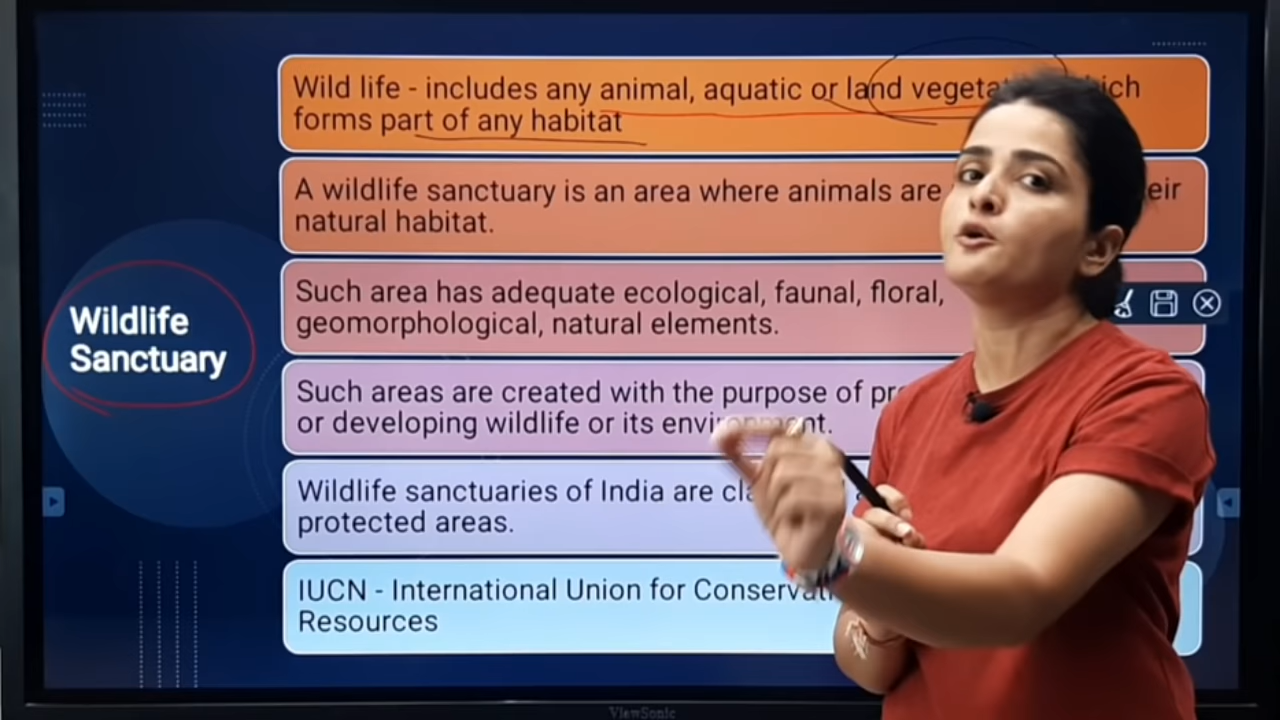 Wild life - includes any animal, aquatic or land
forms part of any habitat
A wildlife sanctuary is an area where animals are
natural habitat.
Such area has adequate ecological, faunal, floral,
geomorphological, natural elements.
Wildlife
Sanctuary
Such areas are created with the purpose of
or developing wildlife or its environment.
Wildlife sanctuaries of India are
protected areas.
IUCN - International Union for
Resources
ViewSonic